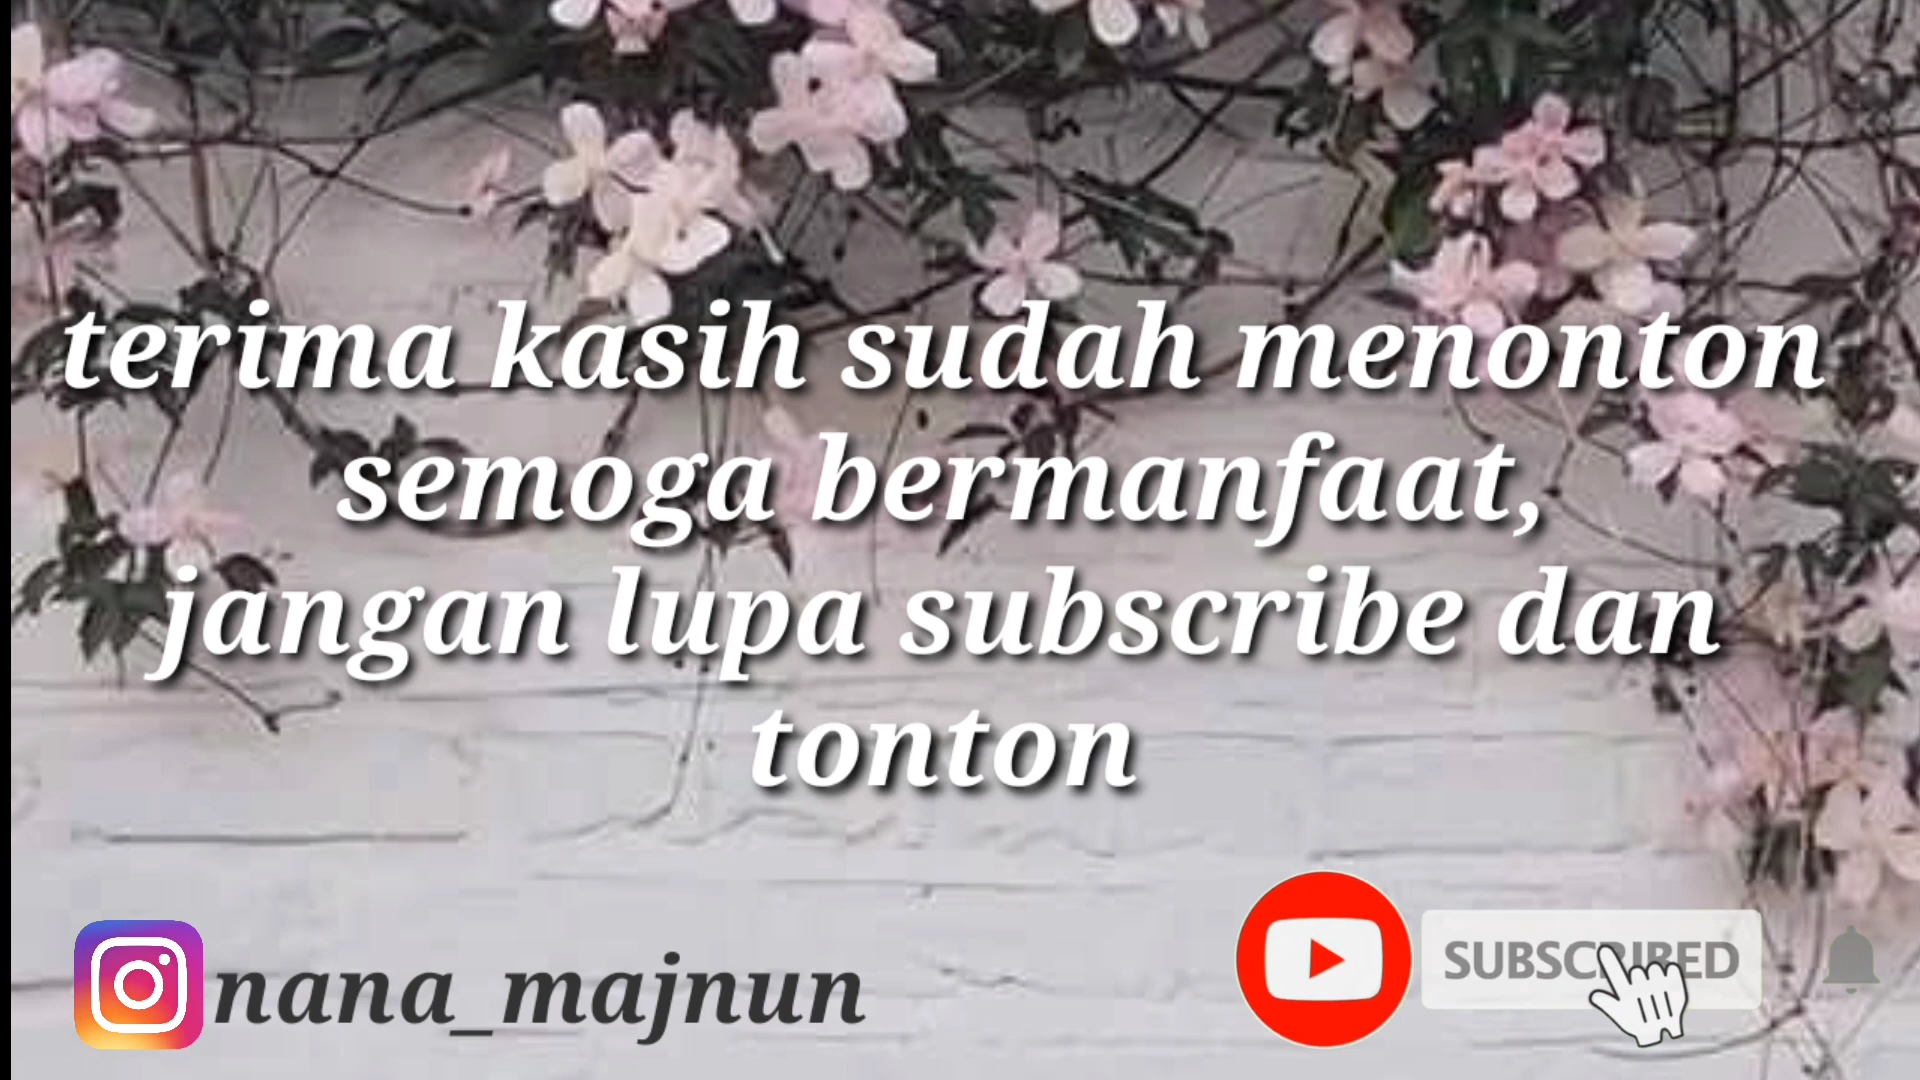 terima kasih sudah menonton
semoga bermanfaat,
jangan lupa subscribe dan
tonton
nana_majnun
SUBSCRIBED